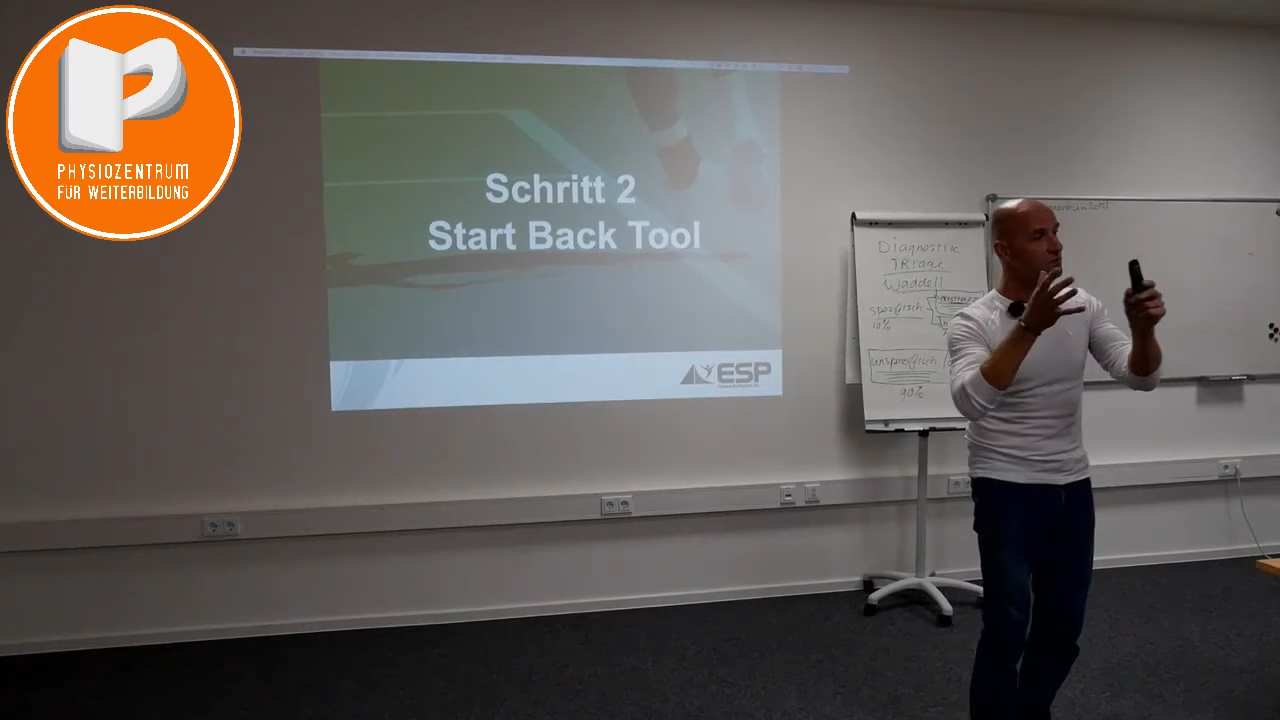 PHYSIOZENTRUM
FÜR WEITERBILDUNG
Schritt 2
Start Back Tool
ESP
Diagnostik
TRiage
Waddell
spezifisch
10%
unspezifisch
90%